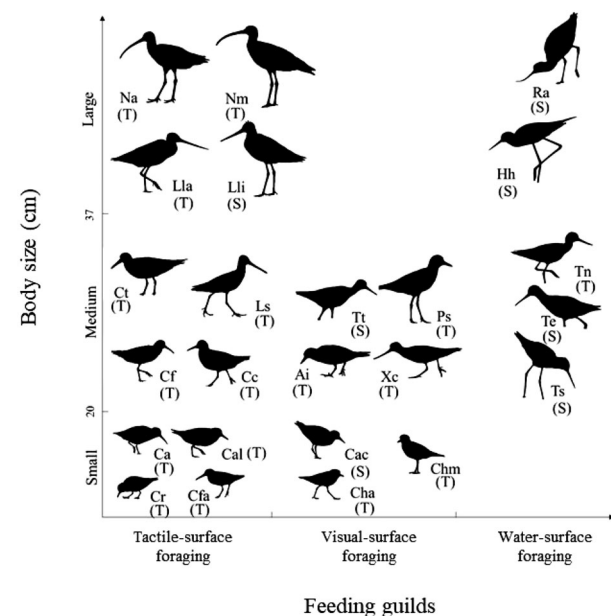 Body size (cm)
Large
37
Medium
20
Small
Na
(T)
Nm
(T)
Ra
(S)
Lla
(T)
Lli
(S)
Hh
(S)
Ct
(T)
Ls
(T)
Tt
(S)
Ps
(T)
Tn
(T)
Te
(S)
Cf
(T)
Cc
(T)
Ai
(T)
Xc
(T)
Ts
(S)
Ca
(T)
Cal (T)
Cac
(S)
Chm
(T)
Cr
(T)
Cfa
(T)
Cha
(T)
Tactile-surface
foraging
Visual-surface
foraging
Water-surface
foraging
Feeding guilds